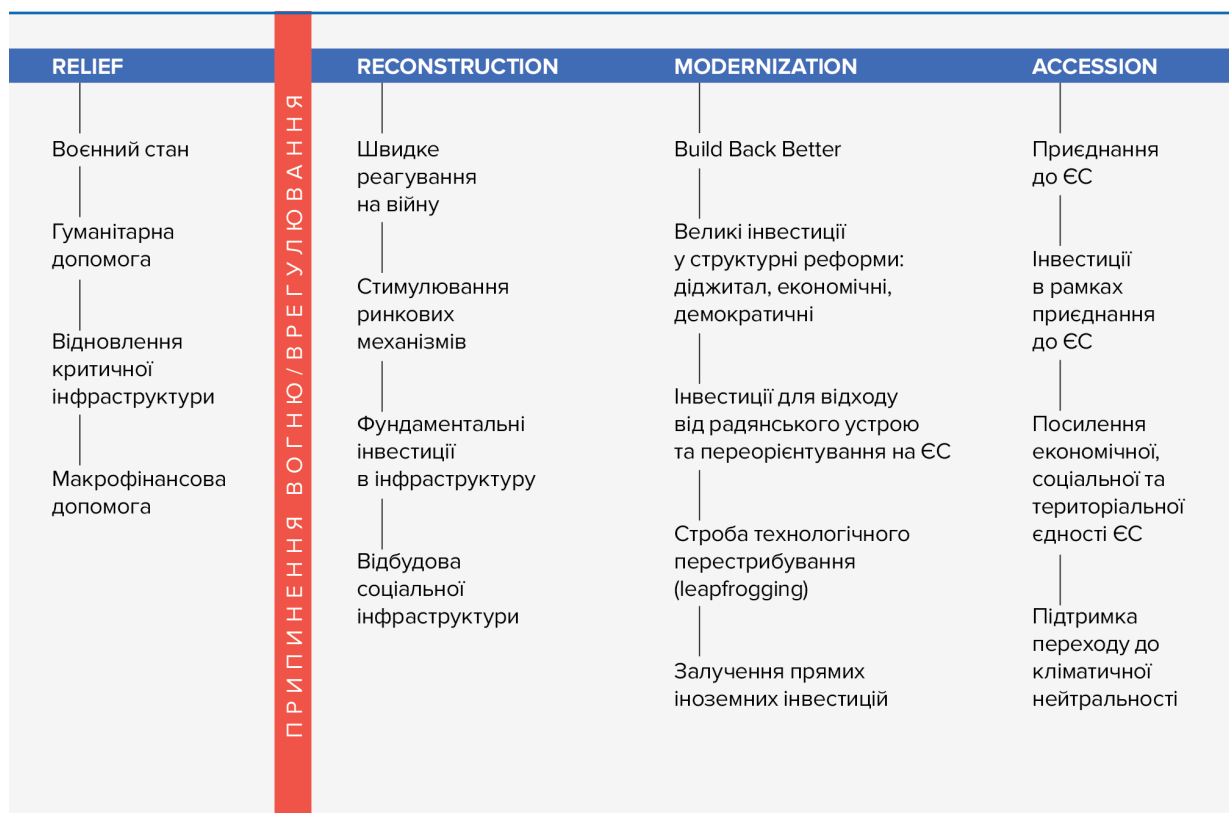 RELIEF
Воєнний стан
Гуманітарна
допомога
Відновлення
критичної
інфраструктури
Макрофінансова
допомога
ПРИПИНЕННЯ ВОГНЮ/ВРЕГУЛЮВАННЯ
RECONSTRUCTION
Швидке
реагування
на війну
Стимулювання
ринкових
механізмів
Фундаментальні
інвестиції
в інфраструктуру
Відбудова
соціальної
інфраструктури
MODERNIZATION
Build Back Better
Великі інвестиції
у структурні реформи:
діджитал, економічні,
демократичні
Інвестиції для відходу
від радянського устрою
та переорієнтування на ЄС
Строба технологічного
перестрибування
(leapfrogging)
Залучення прямих
іноземних інвестицій
ACCESSION
Приєднання
до ЄС
Інвестиції
в рамках
приєднання
до ЄС
Посилення
економічної,
соціальної та
територіальної
єдності ЄС
Підтримка
переходу до
кліматичної
нейтральності